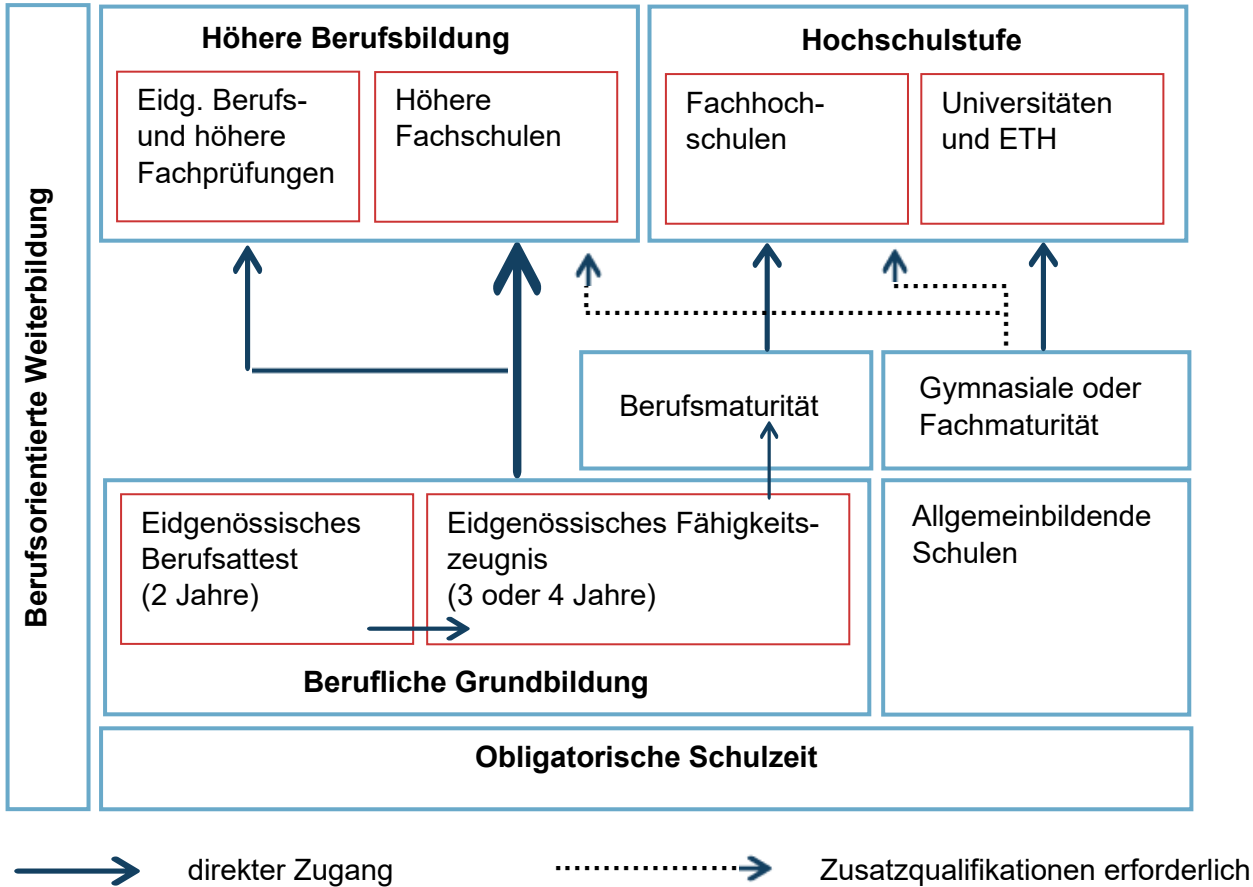 Berufsorientierte Weiterbildung
Höhere Berufsbildung
Eidg. Berufs-
und höhere
Fachprüfungen
Höhere
Fachschulen
Hochschulstufe
Fachhoch-
schulen
Universitäten
und ETH
Berufsmaturität
Gymnasiale oder
Fachmaturität
Eidgenössisches
Berufsattest
(2 Jahre)
Eidgenössisches Fähigkeits-
zeugnis
(3 oder 4 Jahre)
Berufliche Grundbildung
Allgemeinbildende
Schulen
Obligatorische Schulzeit
direkter Zugang
Zusatzqualifikationen erforderlich